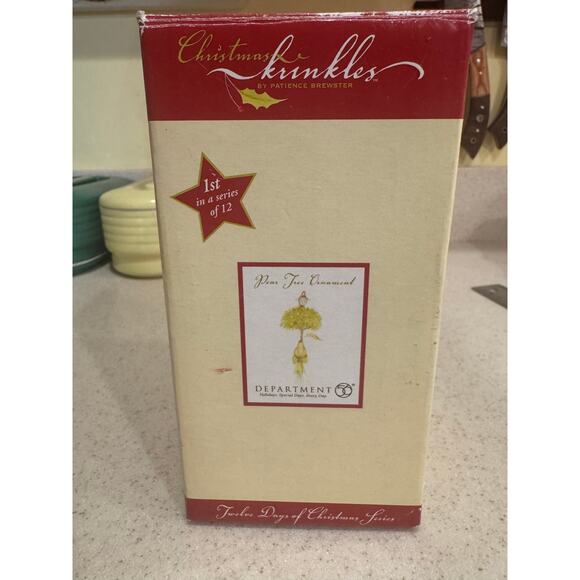 Christmas
krinkles™
BY PATIENCE BREWSTER
1st
in a series
of 12
Pear Tree Ornament
DEPARTMENT 56®
Holidays, Special Days, Every Day.
Twelve Days of Christmas Series